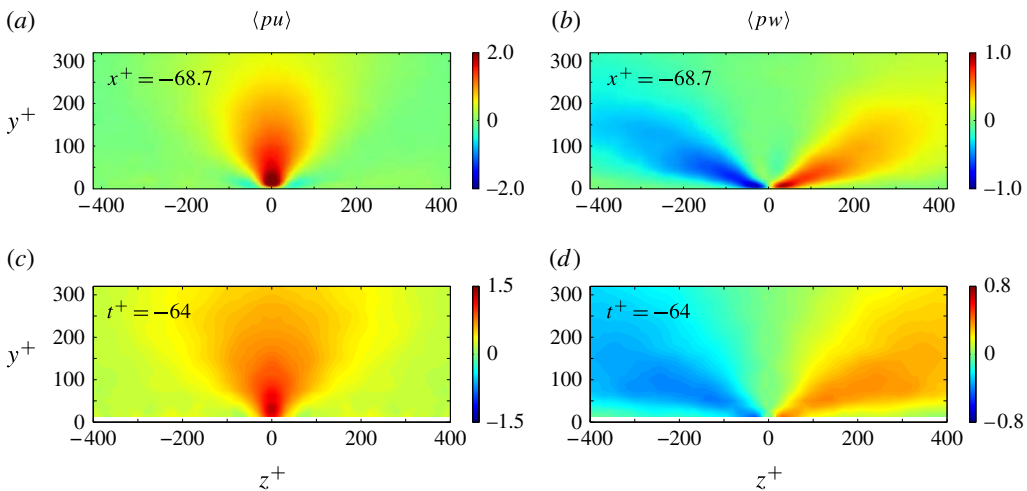 (a) ⟨pu⟩ (b) ⟨pw⟩
300 x⁺ = −68.7 2.0 300 x⁺ = −68.7 1.0
y⁺ 200 0 200 0
100 100
0 −2.0 0 −1.0
−400 −200 0 200 400 −400 −200 0 200 400
(c) (d)
300 t⁺ = −64 1.5 300 t⁺ = −64 0.8
y⁺ 200 0 200 0
100 100
0 −1.5 0 −0.8
−400 −200 0 200 400 −400 −200 0 200 400
z⁺ z⁺